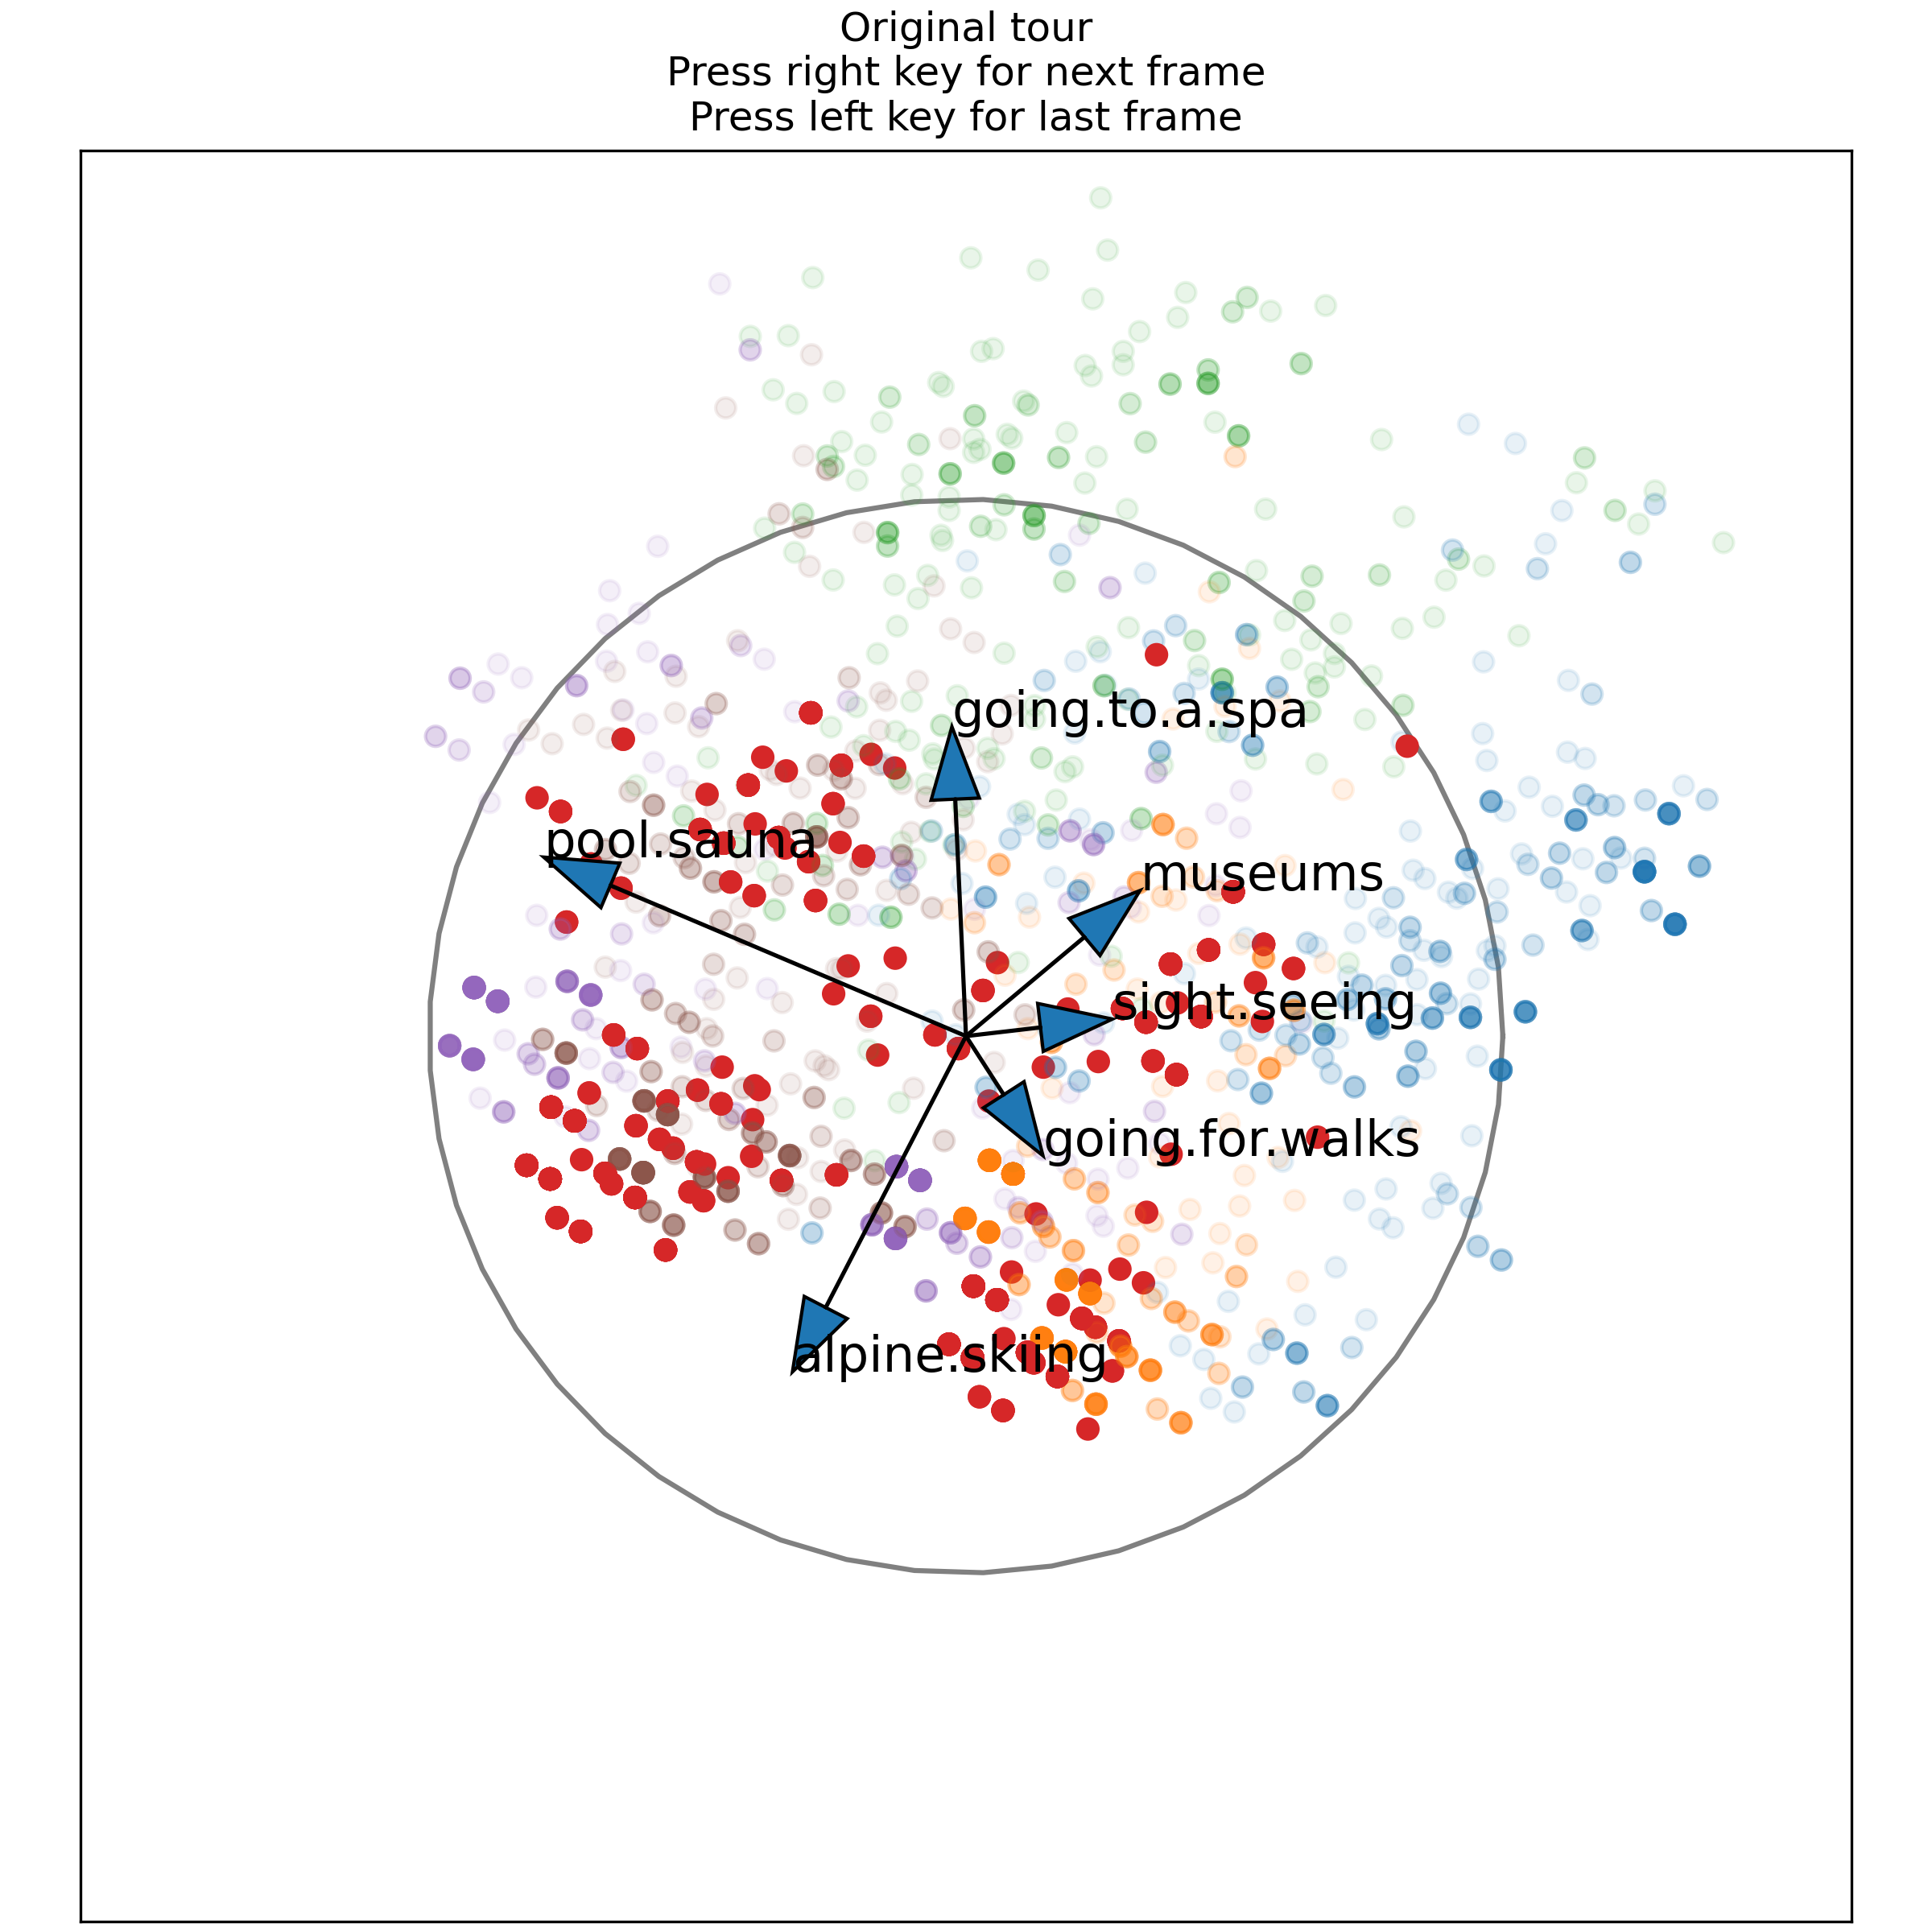 Original tour
Press right key for next frame
Press left key for last frame
going.to.a.spa
pool.sauna
museums
sight.seeing
going.for.walks
alpine.skiing